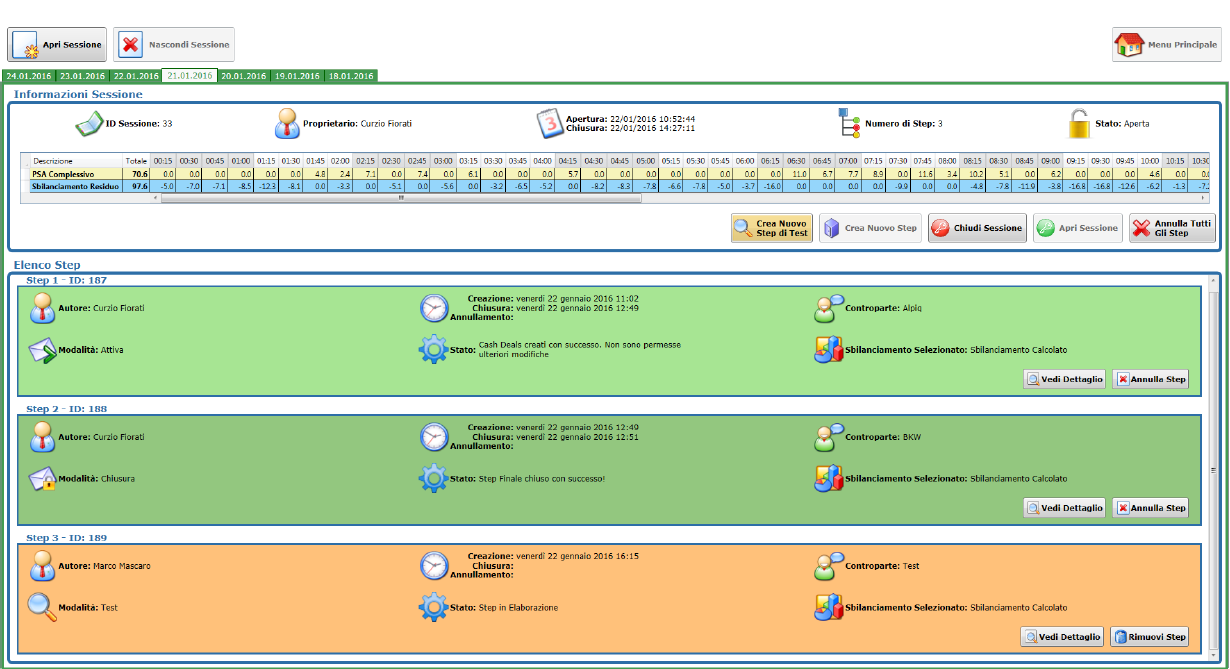 Apri Sessione
Nascondi Sessione
Menu Principale
24.01.2016 23.01.2016 22.01.2016 21.01.2016 20.01.2016 19.01.2016 18.01.2016
Informazioni Sessione
ID Sessione: 33
Proprietario: Curzio Fiorati
Apertura: 22/01/2016 10:52:44
Chiusura: 22/01/2016 14:27:11
Numero di Step: 3
Stato: Aperta
Descrizione Totale 00:15 00:30 00:45 01:00 01:15 01:30 01:45 02:00 02:15 02:30 02:45 03:00 03:15 03:30 03:45 04:00 04:15 04:30 04:45 05:00 05:15 05:30 05:45 06:00 06:15 06:30 06:45 07:00 07:15 07:30 07:45 08:00 08:15 08:30 08:45 09:00 09:15 09:30 09:45 10:00 10:15 10:30
PSA Complessivo 70.6 0.0 0.0 0.0 0.0 0.0 0.0 4.8 2.4 7.1 0.0 7.4 0.0 6.1 0.0 0.0 0.0 5.7 0.0 0.0 0.0 0.0 0.0 0.0 0.0 0.0 11.0 6.7 7.7 8.9 0.0 11.6 3.4 10.2 5.1 0.0 6.2 0.0 0.0 0.0 4.6 0.0 0.0
Sbilanciamento Residuo 97.6 -5.0 -7.0 -7.1 -8.5 -12.3 -8.1 0.0 -3.3 0.0 -5.1 0.0 -5.6 0.0 -3.2 -6.5 -5.2 0.0 -8.2 -8.3 -7.8 -6.6 -7.8 -5.0 -3.7 -16.0 0.0 0.0 0.0 0.0 -9.9 0.0 0.0 -4.8 -7.8 -11.9 -3.8 -16.8 -16.8 -12.6 -6.2 -1.3
Crea Nuovo
Step di Test
Crea Nuovo Step
Chiudi Sessione
Apri Sessione
Annulla Tutti
Gli Step
Elenco Step
Step 1 - ID: 187
Autore: Curzio Fiorati
Creazione: venerdì 22 gennaio 2016 11:02
Chiusura: venerdì 22 gennaio 2016 12:49
Annullamento:
Controparte: Alpiq
Modalità: Attiva
Stato: Cash Deals creati con successo. Non sono permesse
ulteriori modifiche
Sbilanciamento Selezionato: Sbilanciamento Calcolato
Vedi Dettaglio
Annulla Step
Step 2 - ID: 188
Autore: Curzio Fiorati
Creazione: venerdì 22 gennaio 2016 12:49
Chiusura: venerdì 22 gennaio 2016 12:51
Annullamento:
Controparte: BKW
Modalità: Chiusura
Stato: Step Finale chiuso con successo!
Sbilanciamento Selezionato: Sbilanciamento Calcolato
Vedi Dettaglio
Annulla Step
Step 3 - ID: 189
Autore: Marco Mascaro
Creazione: venerdì 22 gennaio 2016 16:15
Chiusura:
Annullamento:
Controparte: Test
Modalità: Test
Stato: Step in Elaborazione
Sbilanciamento Selezionato: Sbilanciamento Calcolato
Vedi Dettaglio
Rimuovi Step